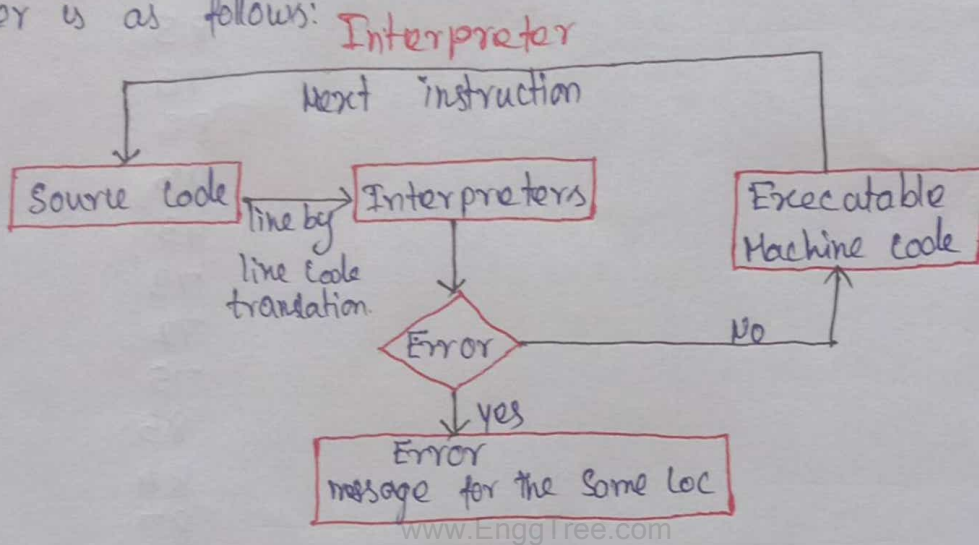 er is as follows:
Interpreter
Next instruction
Source Code
Interpreters
Execatable
Machine code
line by
line Code
translation.
Error
No
yes
Error
message for the Same Loc
www.EnggTree.com